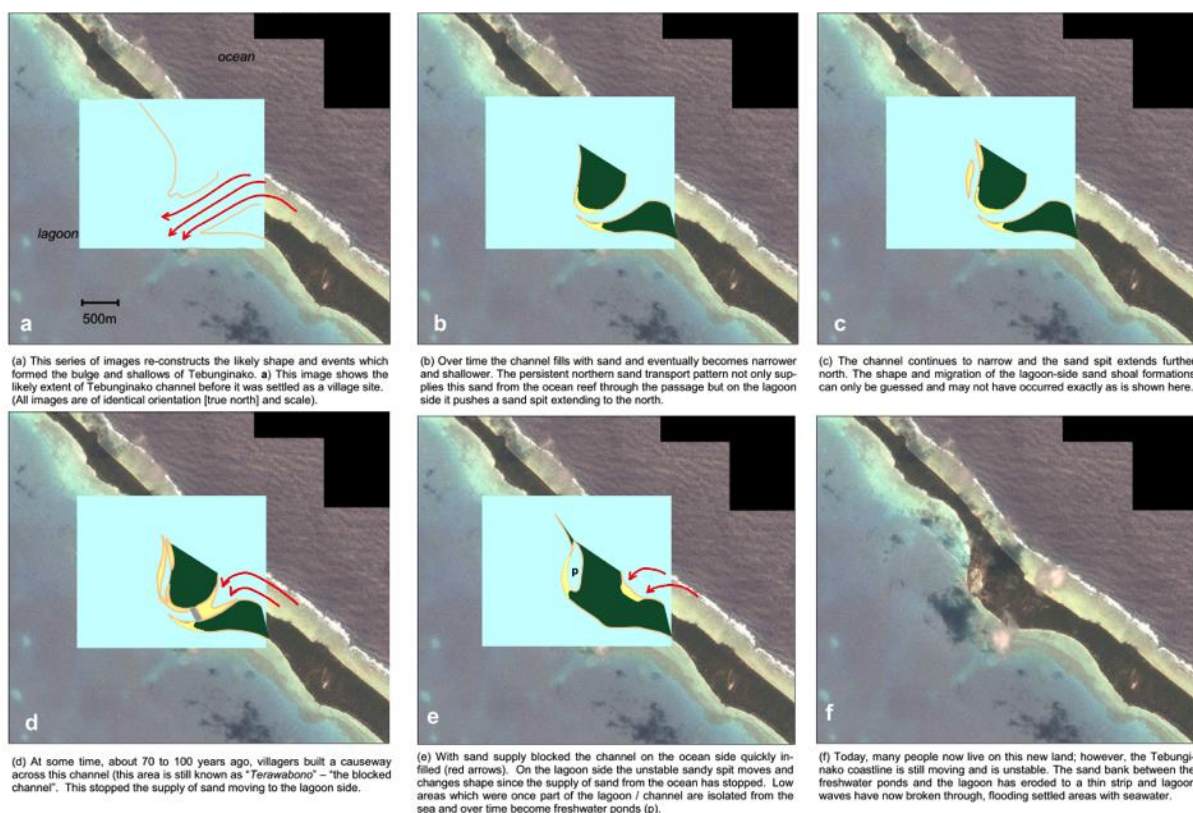 ocean
lagoon
500m
a
b
c
(a) This series of images re-constructs the likely shape and events which
formed the bulge and shallows of Tebunginako. a) This image shows the
likely extent of Tebunginako channel before it was settled as a village site.
(All images are of identical orientation [true north] and scale).
(b) Over time the channel fills with sand and eventually becomes narrower
and shallower. The persistent northern sand transport pattern not only sup-
plies this sand from the ocean reef through the passage but on the lagoon
side it pushes a sand spit extending to the north.
(c) The channel continues to narrow and the sand spit extends further
north. The shape and migration of the lagoon-side sand shoal formations
can only be guessed and may not have occurred exactly as is shown here.
p
d
e
f
(d) At some time, about 70 to 100 years ago, villagers built a causeway
across this channel (this area is still known as "Terawabono" – "the blocked
channel". This stopped the supply of sand moving to the lagoon side.
(e) With sand supply blocked the channel on the ocean side quickly in-
filled (red arrows). On the lagoon side the unstable sandy spit moves and
changes shape since the supply of sand from the ocean has stopped. Low
areas which were once part of the lagoon / channel are isolated from the
sea and over time become freshwater ponds (p).
(f) Today, many people now live on this new land; however, the Tebungi-
nako coastline is still moving and is unstable. The sand bank between the
freshwater ponds and the lagoon has eroded to a thin strip and lagoon
waves have now broken through, flooding settled areas with seawater.